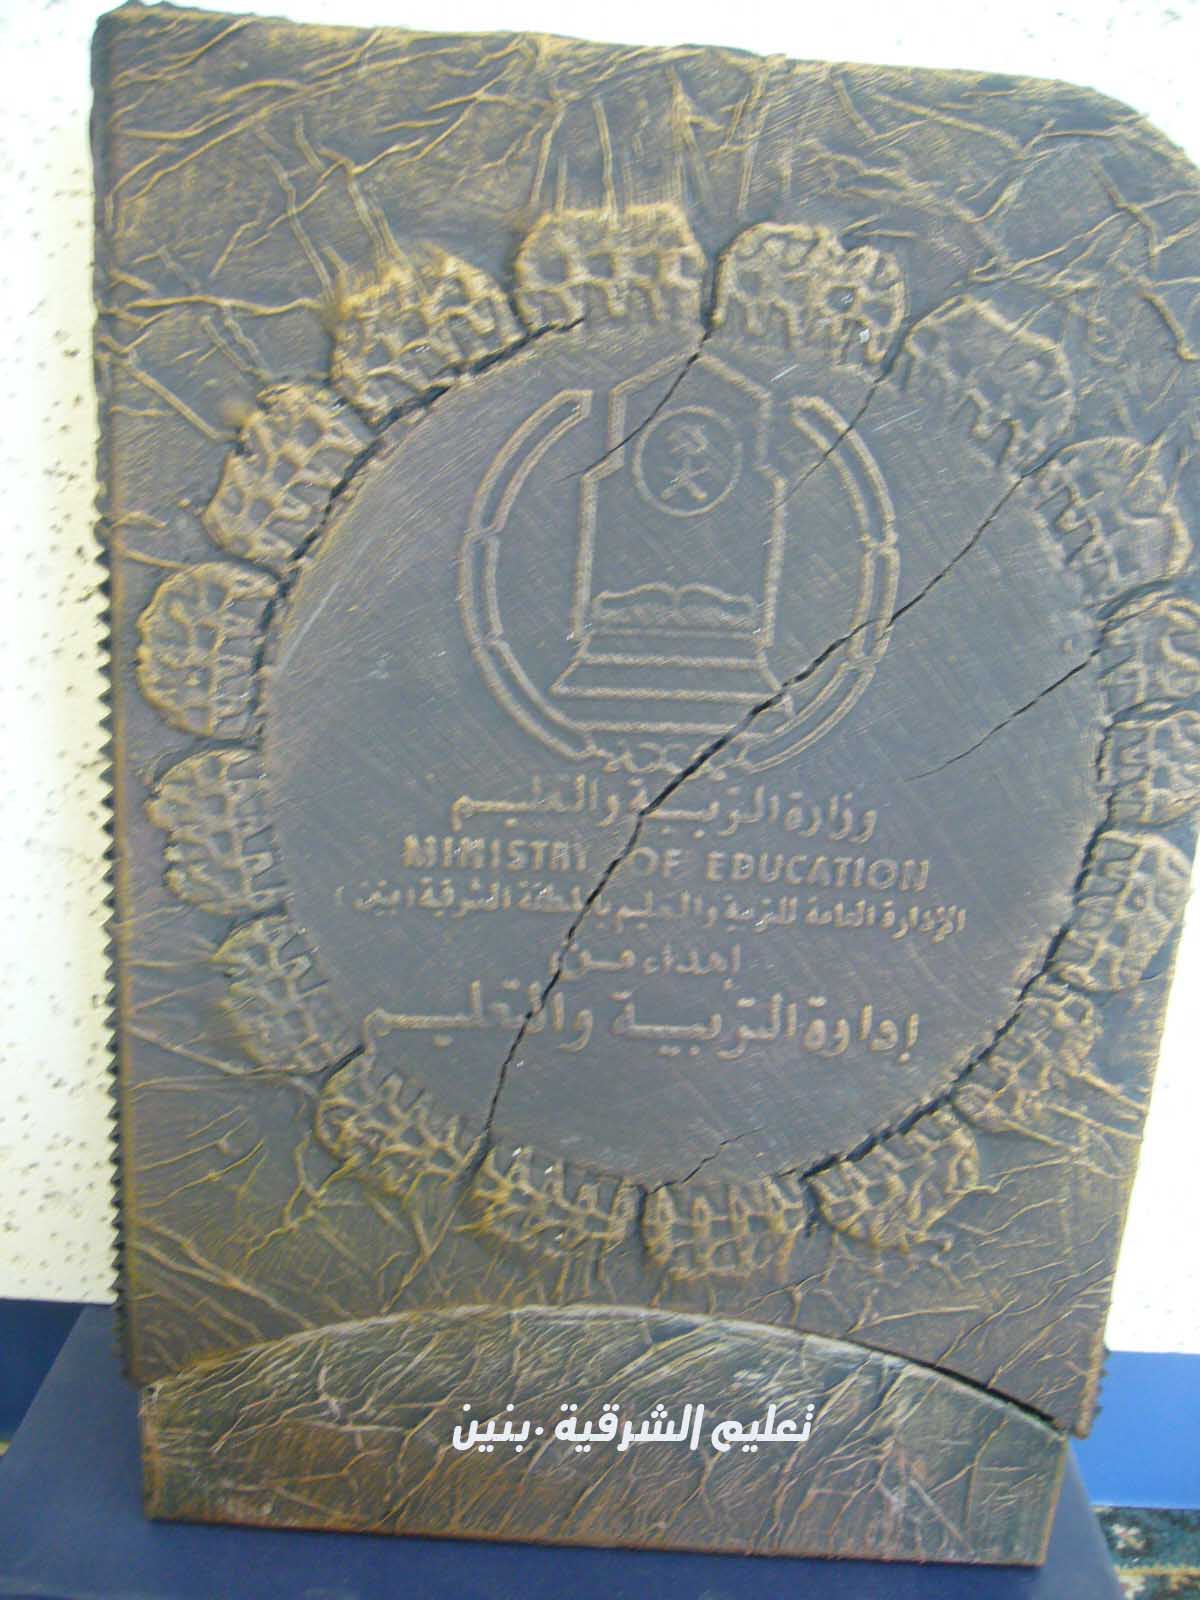 وزارة التربية والتعليم
MINISTRY OF EDUCATION
الإدارة العامة للتربية والتعليم بالمنطقة الشرقية (بنين)
إهداء من:
إدارة التربية والتعليم
تعليم الشرقية . بنين